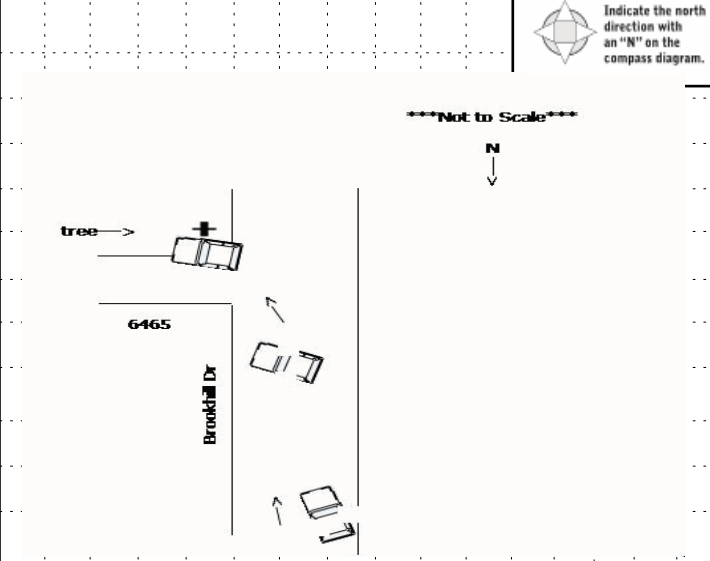 Indicate the north
direction with
an “N” on the
compass diagram.
***Not to Scale***
N
tree
6465
Brookhill Dr